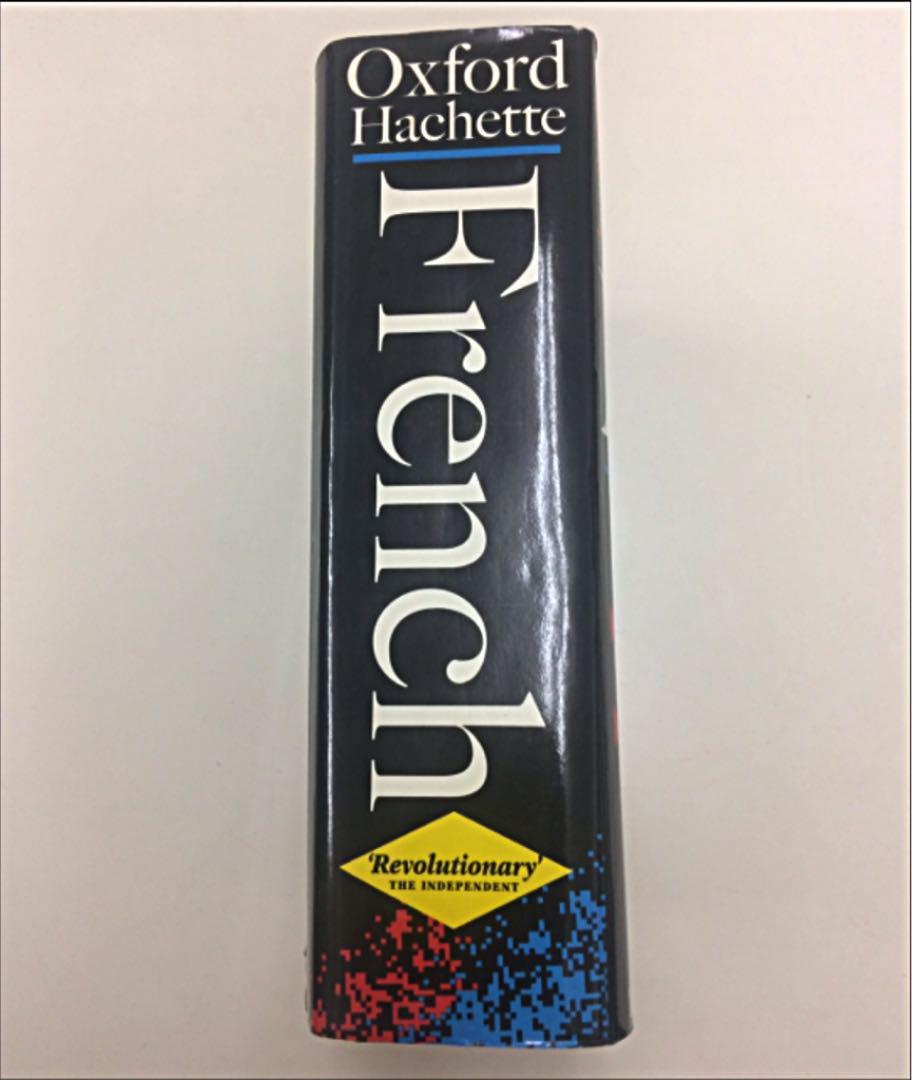 Oxford
Hachette
French
‘Revolutionary’
THE INDEPENDENT